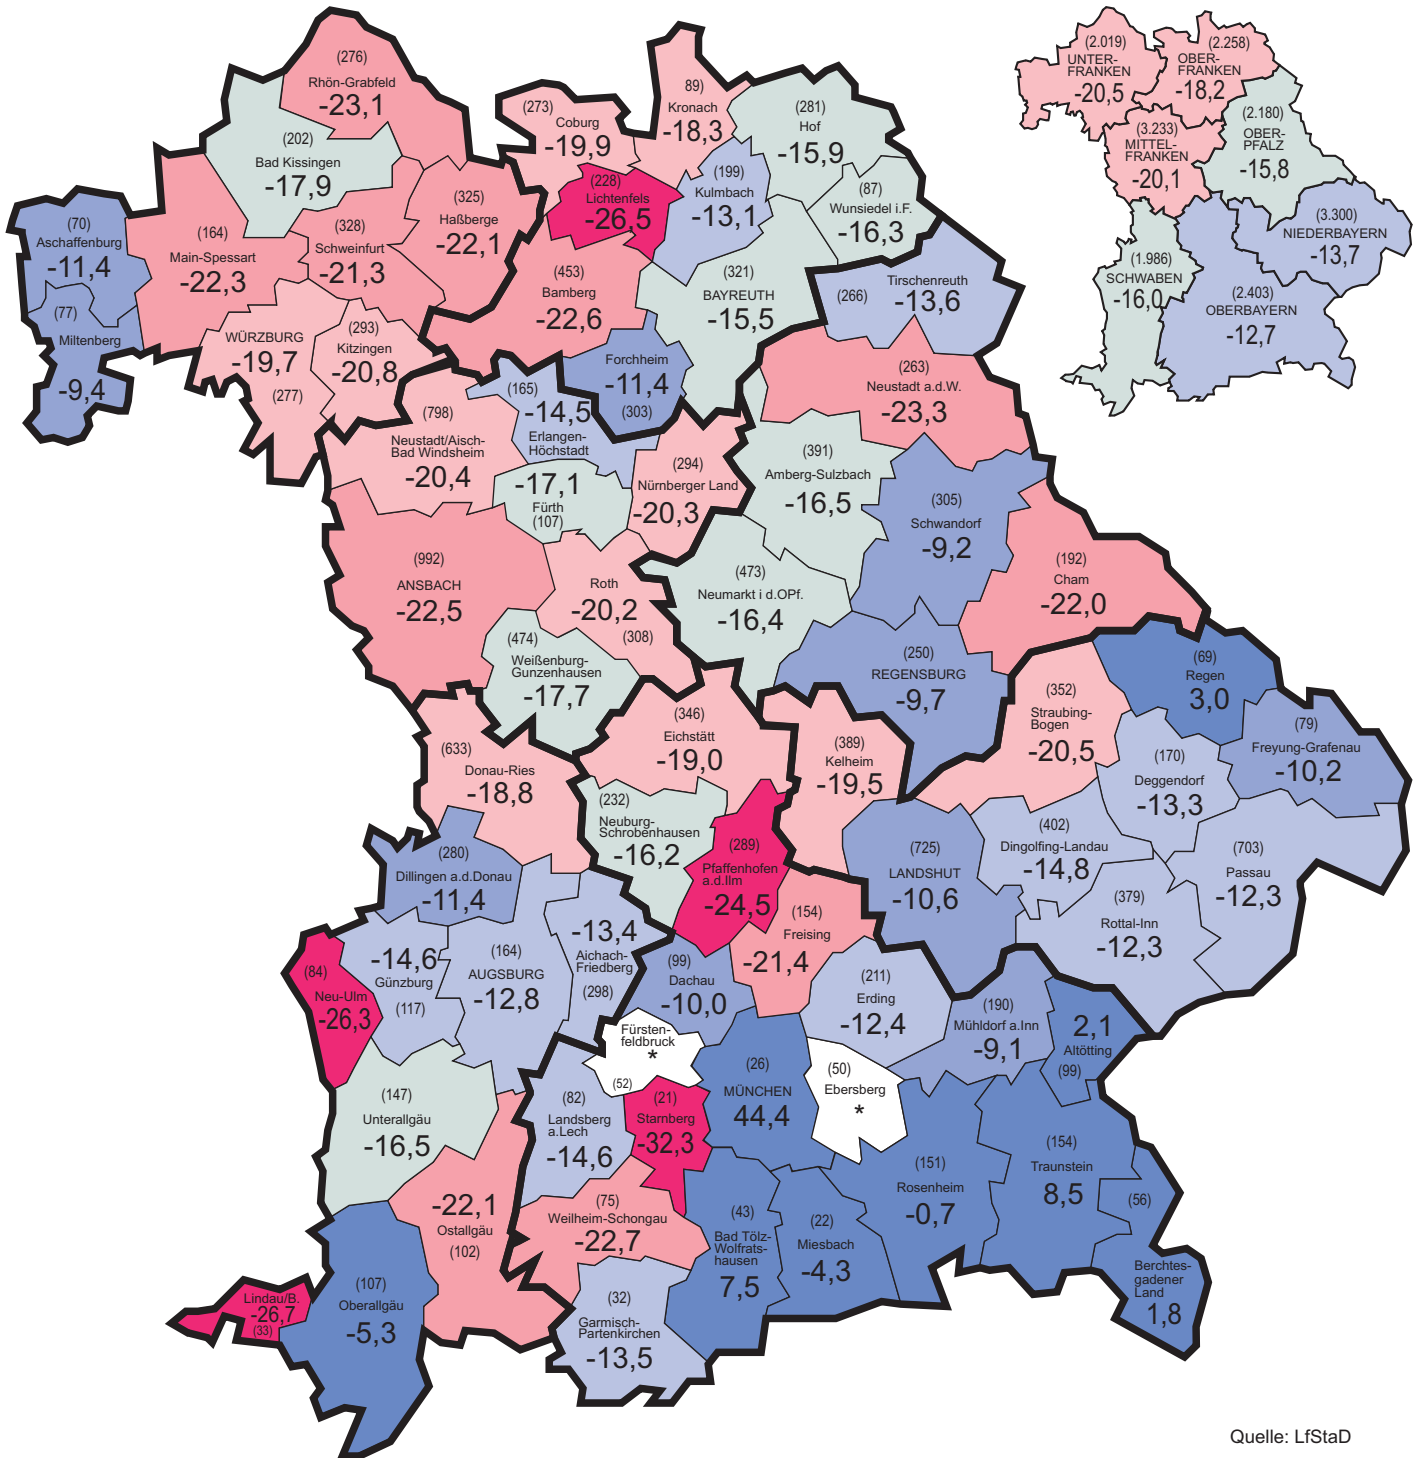 (276)
Rhön-Grabfeld
-23,1
(202)
Bad Kissingen
-17,9
(70)
Aschaffenburg
-11,4
(77)
Miltenberg
-9,4
(164)
Main-Spessart
-22,3
(328)
Schweinfurt
-21,3
(325)
Haßberge
-22,1
WÜRZBURG
-19,7
(277)
(293)
Kitzingen
-20,8
(273)
Coburg
-19,9
89)
Kronach
-18,3
(228)
Lichtenfels
-26,5
(199)
Kulmbach
-13,1
(281)
Hof
-15,9
(87)
Wunsiedel i.F.
-16,3
(453)
Bamberg
-22,6
(321)
BAYREUTH
-15,5
Forchheim
-11,4
(303)
Tirschenreuth
(266)
-13,6
(263)
Neustadt a.d.W.
-23,3
(391)
Amberg-Sulzbach
-16,5
(305)
Schwandorf
-9,2
(192)
Cham
-22,0
(473)
Neumarkt i d.OPf.
-16,4
(250)
REGENSBURG
-9,7
(798)
Neustadt/Aisch-
Bad Windsheim
-20,4
(165)
-14,5
Erlangen-
Höchstadt
-17,1
Fürth
(107)
(294)
Nürnberger Land
-20,3
(992)
ANSBACH
-22,5
Roth
-20,2
(308)
(474)
Weißenburg-
Gunzenhausen
-17,7
(346)
Eichstätt
-19,0
(633)
Donau-Ries
-18,8
(232)
Neuburg-
Schrobenhausen
-16,2
(289)
Pfaffenhofen
a.d.Ilm
-24,5
(389)
Kelheim
-19,5
(352)
Straubing-
Bogen
-20,5
(69)
Regen
3,0
(79)
Freyung-Grafenau
-10,2
(170)
Deggendorf
-13,3
(402)
Dingolfing-Landau
-14,8
(725)
LANDSHUT
-10,6
(703)
Passau
-12,3
(379)
Rottal-Inn
-12,3
(280)
Dillingen a.d.Donau
-11,4
-14,6
Günzburg
(117)
(164)
AUGSBURG
-12,8
-13,4
Aichach-
Friedberg
(298)
(84)
Neu-Ulm
-26,3
(147)
Unterallgäu
-16,5
-22,1
Ostallgäu
(102)
(107)
Oberallgäu
-5,3
Lindau/B.
-26,7
(33)
(154)
Freising
-21,4
(99)
Dachau
-10,0
(211)
Erding
-12,4
(190)
Mühldorf a.Inn
-9,1
2,1
Altötting
(99)
Fürsten-
feldbruck
*
(52)
(26)
MÜNCHEN
44,4
(50)
Ebersberg
*
(82)
Landsberg
a.Lech
-14,6
(21)
Starnberg
-32,3
(75)
Weilheim-Schongau
-22,7
(32)
Garmisch-
Partenkirchen
-13,5
(43)
Bad Tölz-
Wolfrats-
hausen
7,5
(22)
Miesbach
-4,3
(151)
Rosenheim
-0,7
(154)
Traunstein
8,5
(56)
Berchtes-
gadener
Land
1,8
(2.019)
UNTER-
FRANKEN
-20,5
(2.258)
OBER-
FRANKEN
-18,2
(3.233)
MITTEL-
FRANKEN
-20,1
(2.180)
OBER-
PFALZ
-15,8
(3.300)
NIEDERBAYERN
-13,7
(1.986)
SCHWABEN
-16,0
(2.403)
OBERBAYERN
-12,7
Quelle: LfStaD